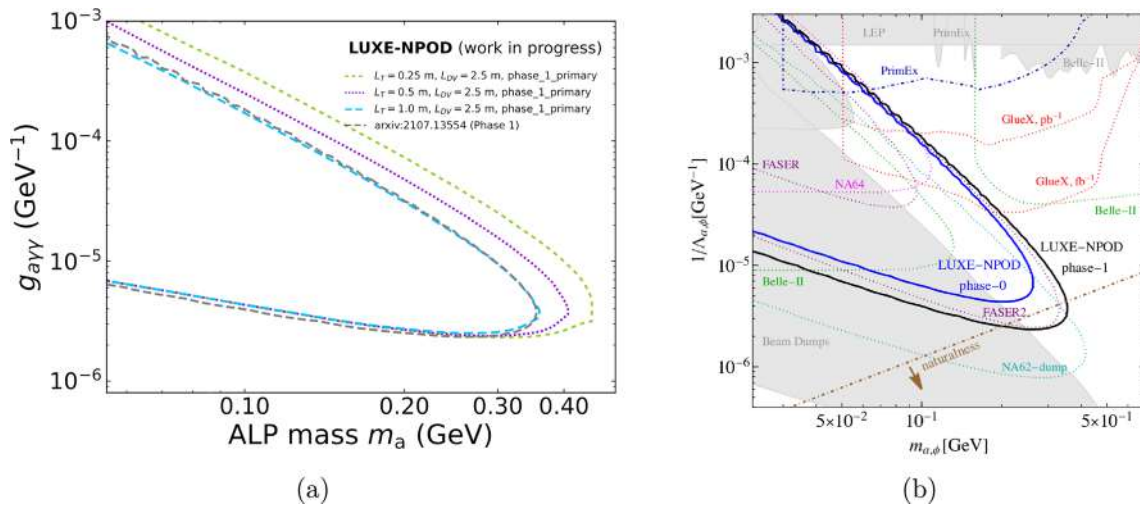 LUXE-NPOD (work in progress)
L_T = 0.25 m, L_DV = 2.5 m, phase_1_primary
L_T = 0.5 m, L_DV = 2.5 m, phase_1_primary
L_T = 1.0 m, L_DV = 2.5 m, phase_1_primary
arxiv:2107.13554 (Phase 1)
10⁻³
10⁻⁴
10⁻⁵
10⁻⁶
g_aγγ (GeV⁻¹)
0.10
0.20
0.30
0.40
ALP mass m_a (GeV)
(a)
LEP
PrimEx
Belle-II
PrimEx
GlueX, pb⁻¹
FASER
NA64
GlueX, fb⁻¹
Belle-II
LUXE-NPOD
phase-1
LUXE-NPOD
phase-0
Belle-II
FASER2
Beam Dumps
naturalness
NA62-dump
10⁻³
10⁻⁴
10⁻⁵
10⁻⁶
1/Λ_a,ϕ[GeV⁻¹]
5×10⁻²
10⁻¹
5×10⁻¹
m_a,ϕ[GeV]
(b)